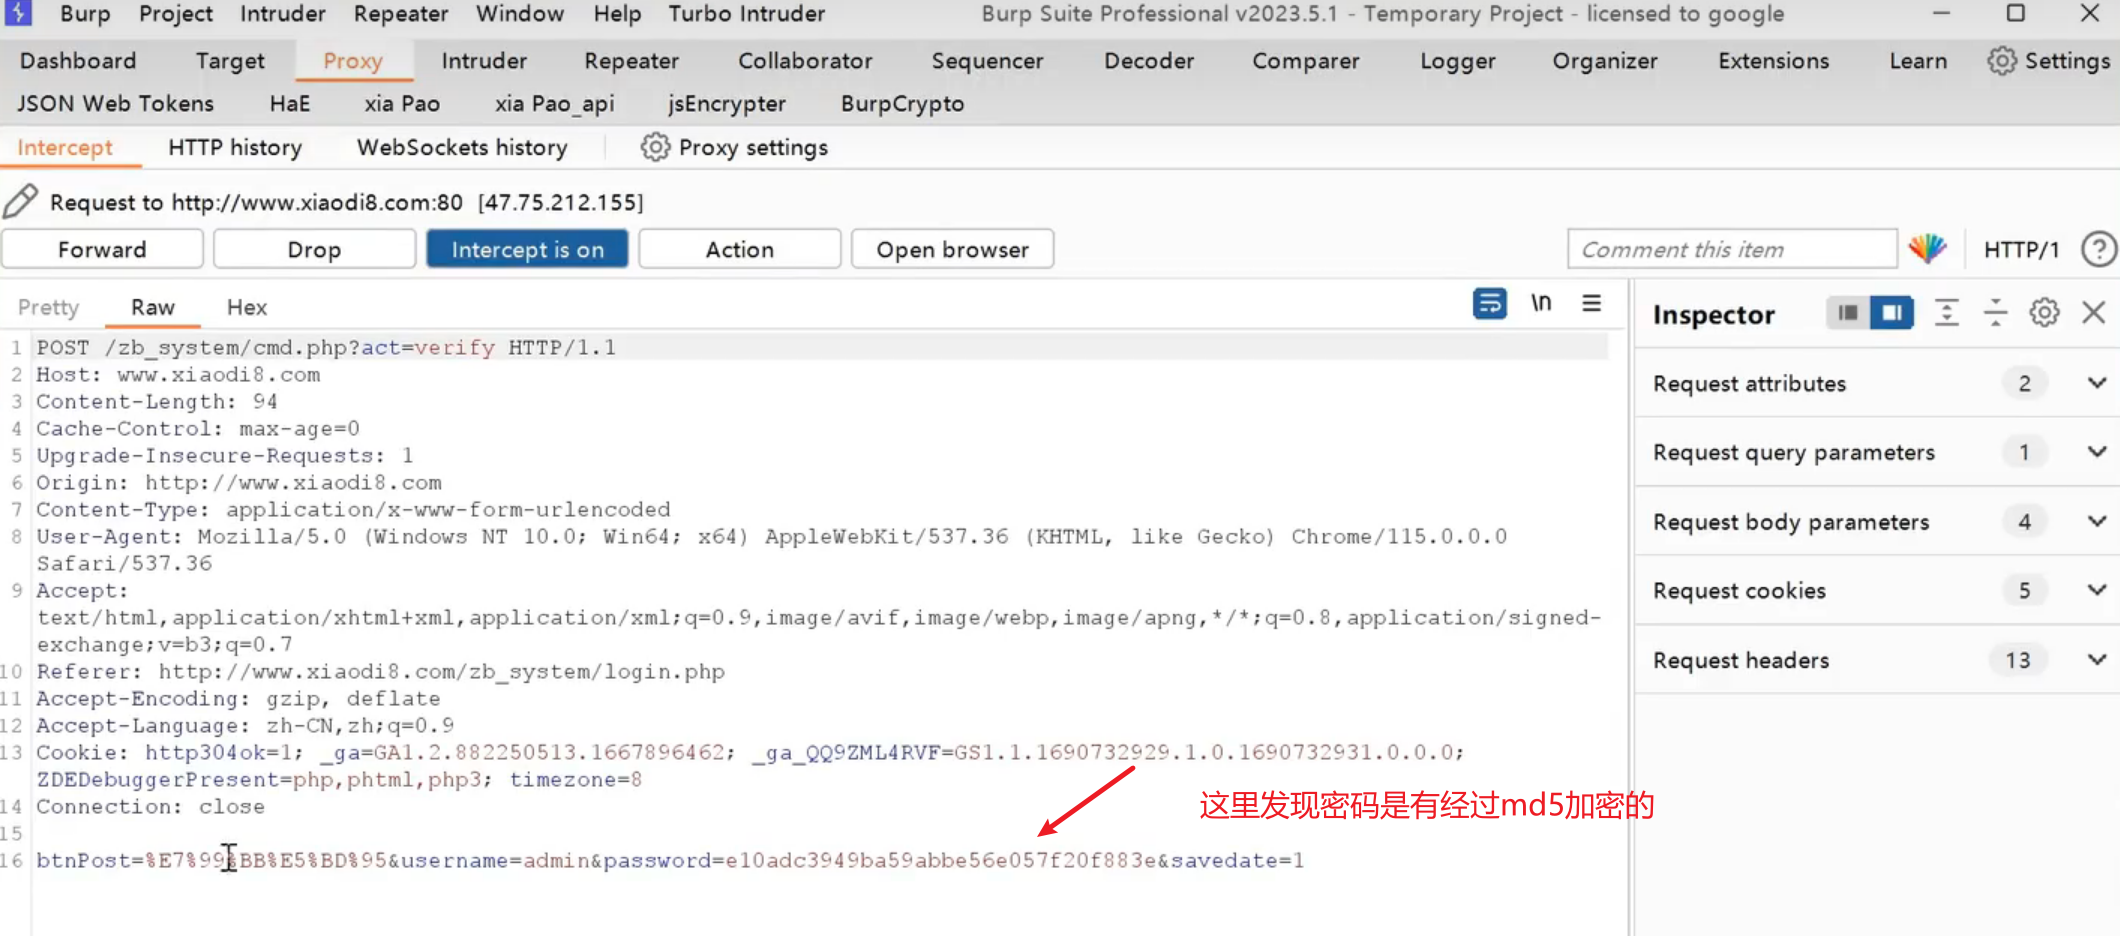 Burp Project Intruder Repeater Window Help Turbo Intruder Burp Suite Professional v2023.5.1 - Temporary Project - licensed to google
Dashboard Target Proxy Intruder Repeater Collaborator Sequencer Decoder Comparer Logger Organizer Extensions Learn Settings
JSON Web Tokens HaE xia Pao xia Pao_api jsEncrypter BurpCrypto
Intercept HTTP history WebSockets history Proxy settings
Request to http://www.xiaodi8.com:80 [47.75.212.155]
Forward Drop Intercept is on Action Open browser Comment this item HTTP/1 ?
Pretty Raw Hex \n
Inspector
1 POST /zb_system/cmd.php?act=verify HTTP/1.1
2 Host: www.xiaodi8.com
3 Content-Length: 94
4 Cache-Control: max-age=0
5 Upgrade-Insecure-Requests: 1
6 Origin: http://www.xiaodi8.com
7 Content-Type: application/x-www-form-urlencoded
8 User-Agent: Mozilla/5.0 (Windows NT 10.0; Win64; x64) AppleWebKit/537.36 (KHTML, like Gecko) Chrome/115.0.0.0
Safari/537.36
9 Accept:
text/html,application/xhtml+xml,application/xml;q=0.9,image/avif,image/webp,image/apng,*/*;q=0.8,application/signed-
exchange;v=b3;q=0.7
10 Referer: http://www.xiaodi8.com/zb_system/login.php
11 Accept-Encoding: gzip, deflate
12 Accept-Language: zh-CN,zh;q=0.9
13 Cookie: http304ok=1; _ga=GA1.2.882250513.1667896462; _ga_QQ9ZML4RVF=GS1.1.1690732929.1.0.1690732931.0.0.0;
ZDEDebuggerPresent=php,phtml,php3; timezone=8
14 Connection: close
15
这里发现密码是有经过md5加密的
16 btnPost=%E7%99%BB%E5%BD%95&username=admin&password=e10adc3949ba59abbe56e057f20f883e&savedate=1
Request attributes 2
Request query parameters 1
Request body parameters 4
Request cookies 5
Request headers 13